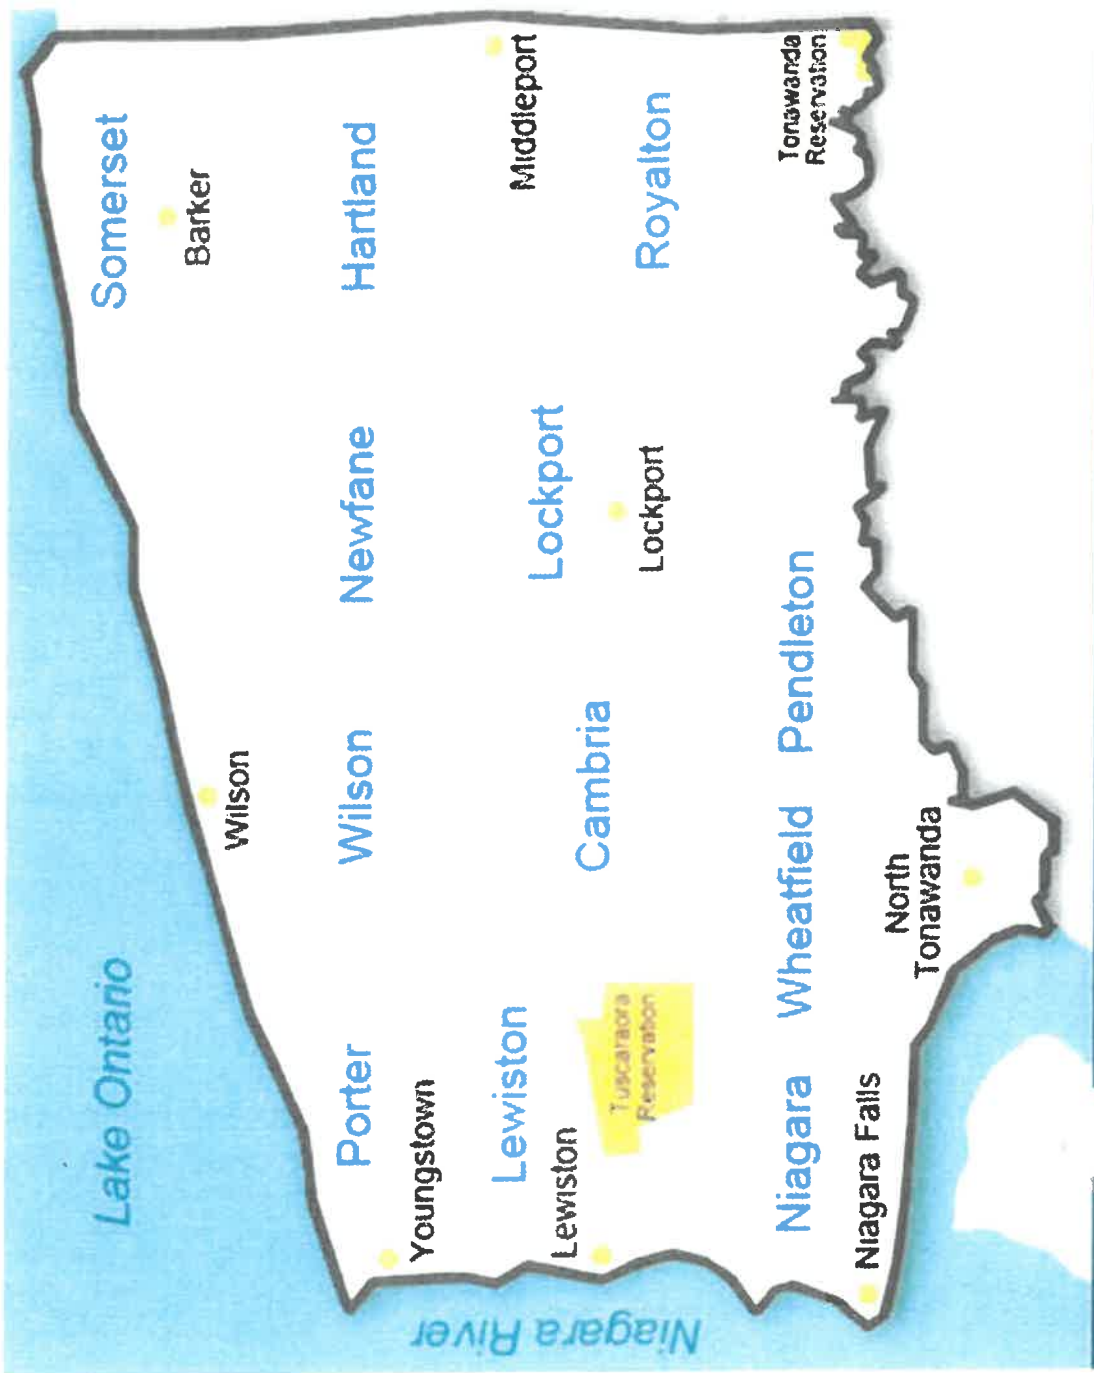 Lake Ontario
Somerset
Barker
Wilson
Porter
Wilson
Newfane
Hartland
Youngstown
Middleport
Lewiston
Lockport
Lewiston
Tuscaraora
Reservation
Cambria
Lockport
Royalton
Niagara River
Niagara
Wheatfield
Pendleton
Tonawanda
Reservation
Niagara Falls
North
Tonawanda